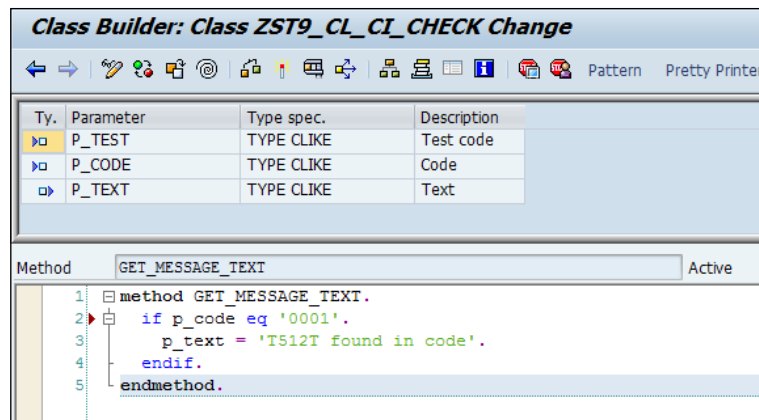 Class Builder: Class ZST9_CL_CI_CHECK Change
Pattern Pretty Printe
Ty. Parameter Type spec. Description
P_TEST TYPE CLIKE Test code
P_CODE TYPE CLIKE Code
P_TEXT TYPE CLIKE Text
Method GET_MESSAGE_TEXT Active
1 method GET_MESSAGE_TEXT.
2 if p_code eq '0001'.
3 p_text = 'T512T found in code'.
4 endif.
5 endmethod.